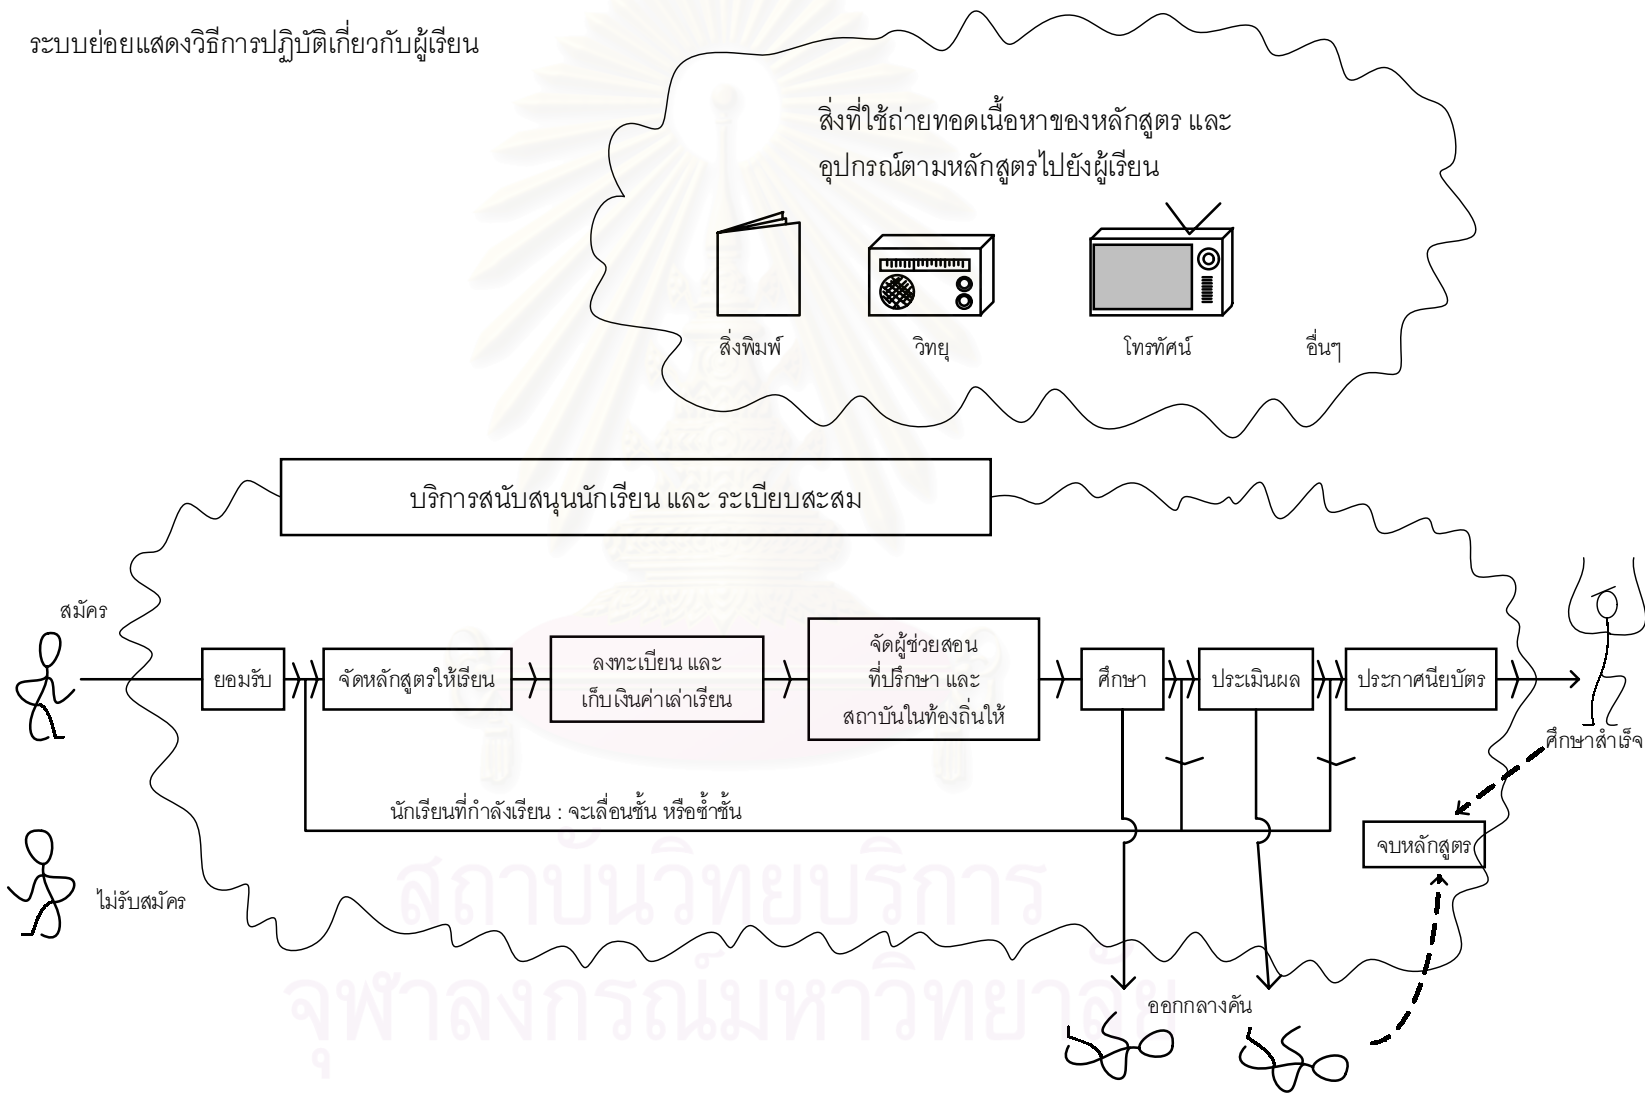 ระบบย่อยแสดงวิธีการปฏิบัติเกี่ยวกับผู้เรียน
สิ่งที่ใช้ถ่ายทอดเนื้อหาของหลักสูตร และ
อุปกรณ์ตามหลักสูตรไปยังผู้เรียน
สิ่งพิมพ์
วิทยุ
โทรทัศน์
อื่นๆ
บริการสนับสนุนนักเรียน และ ระเบียบสะสม
สมัคร
ยอมรับ
จัดหลักสูตรให้เรียน
ลงทะเบียน และ
เก็บเงินค่าเล่าเรียน
จัดผู้ช่วยสอน
ที่ปรึกษา และ
สถาบันในท้องถิ่นให้
ศึกษา
ประเมินผล
ประกาศนียบัตร
ศึกษาสำเร็จ
นักเรียนที่กำลังเรียน : จะเลื่อนชั้น หรือซ้ำชั้น
จบหลักสูตร
ไม่รับสมัคร
สถาบันวิทยบริการ
จุฬาลงกรณ์มหาวิทยาลัย
ออกกลางคัน